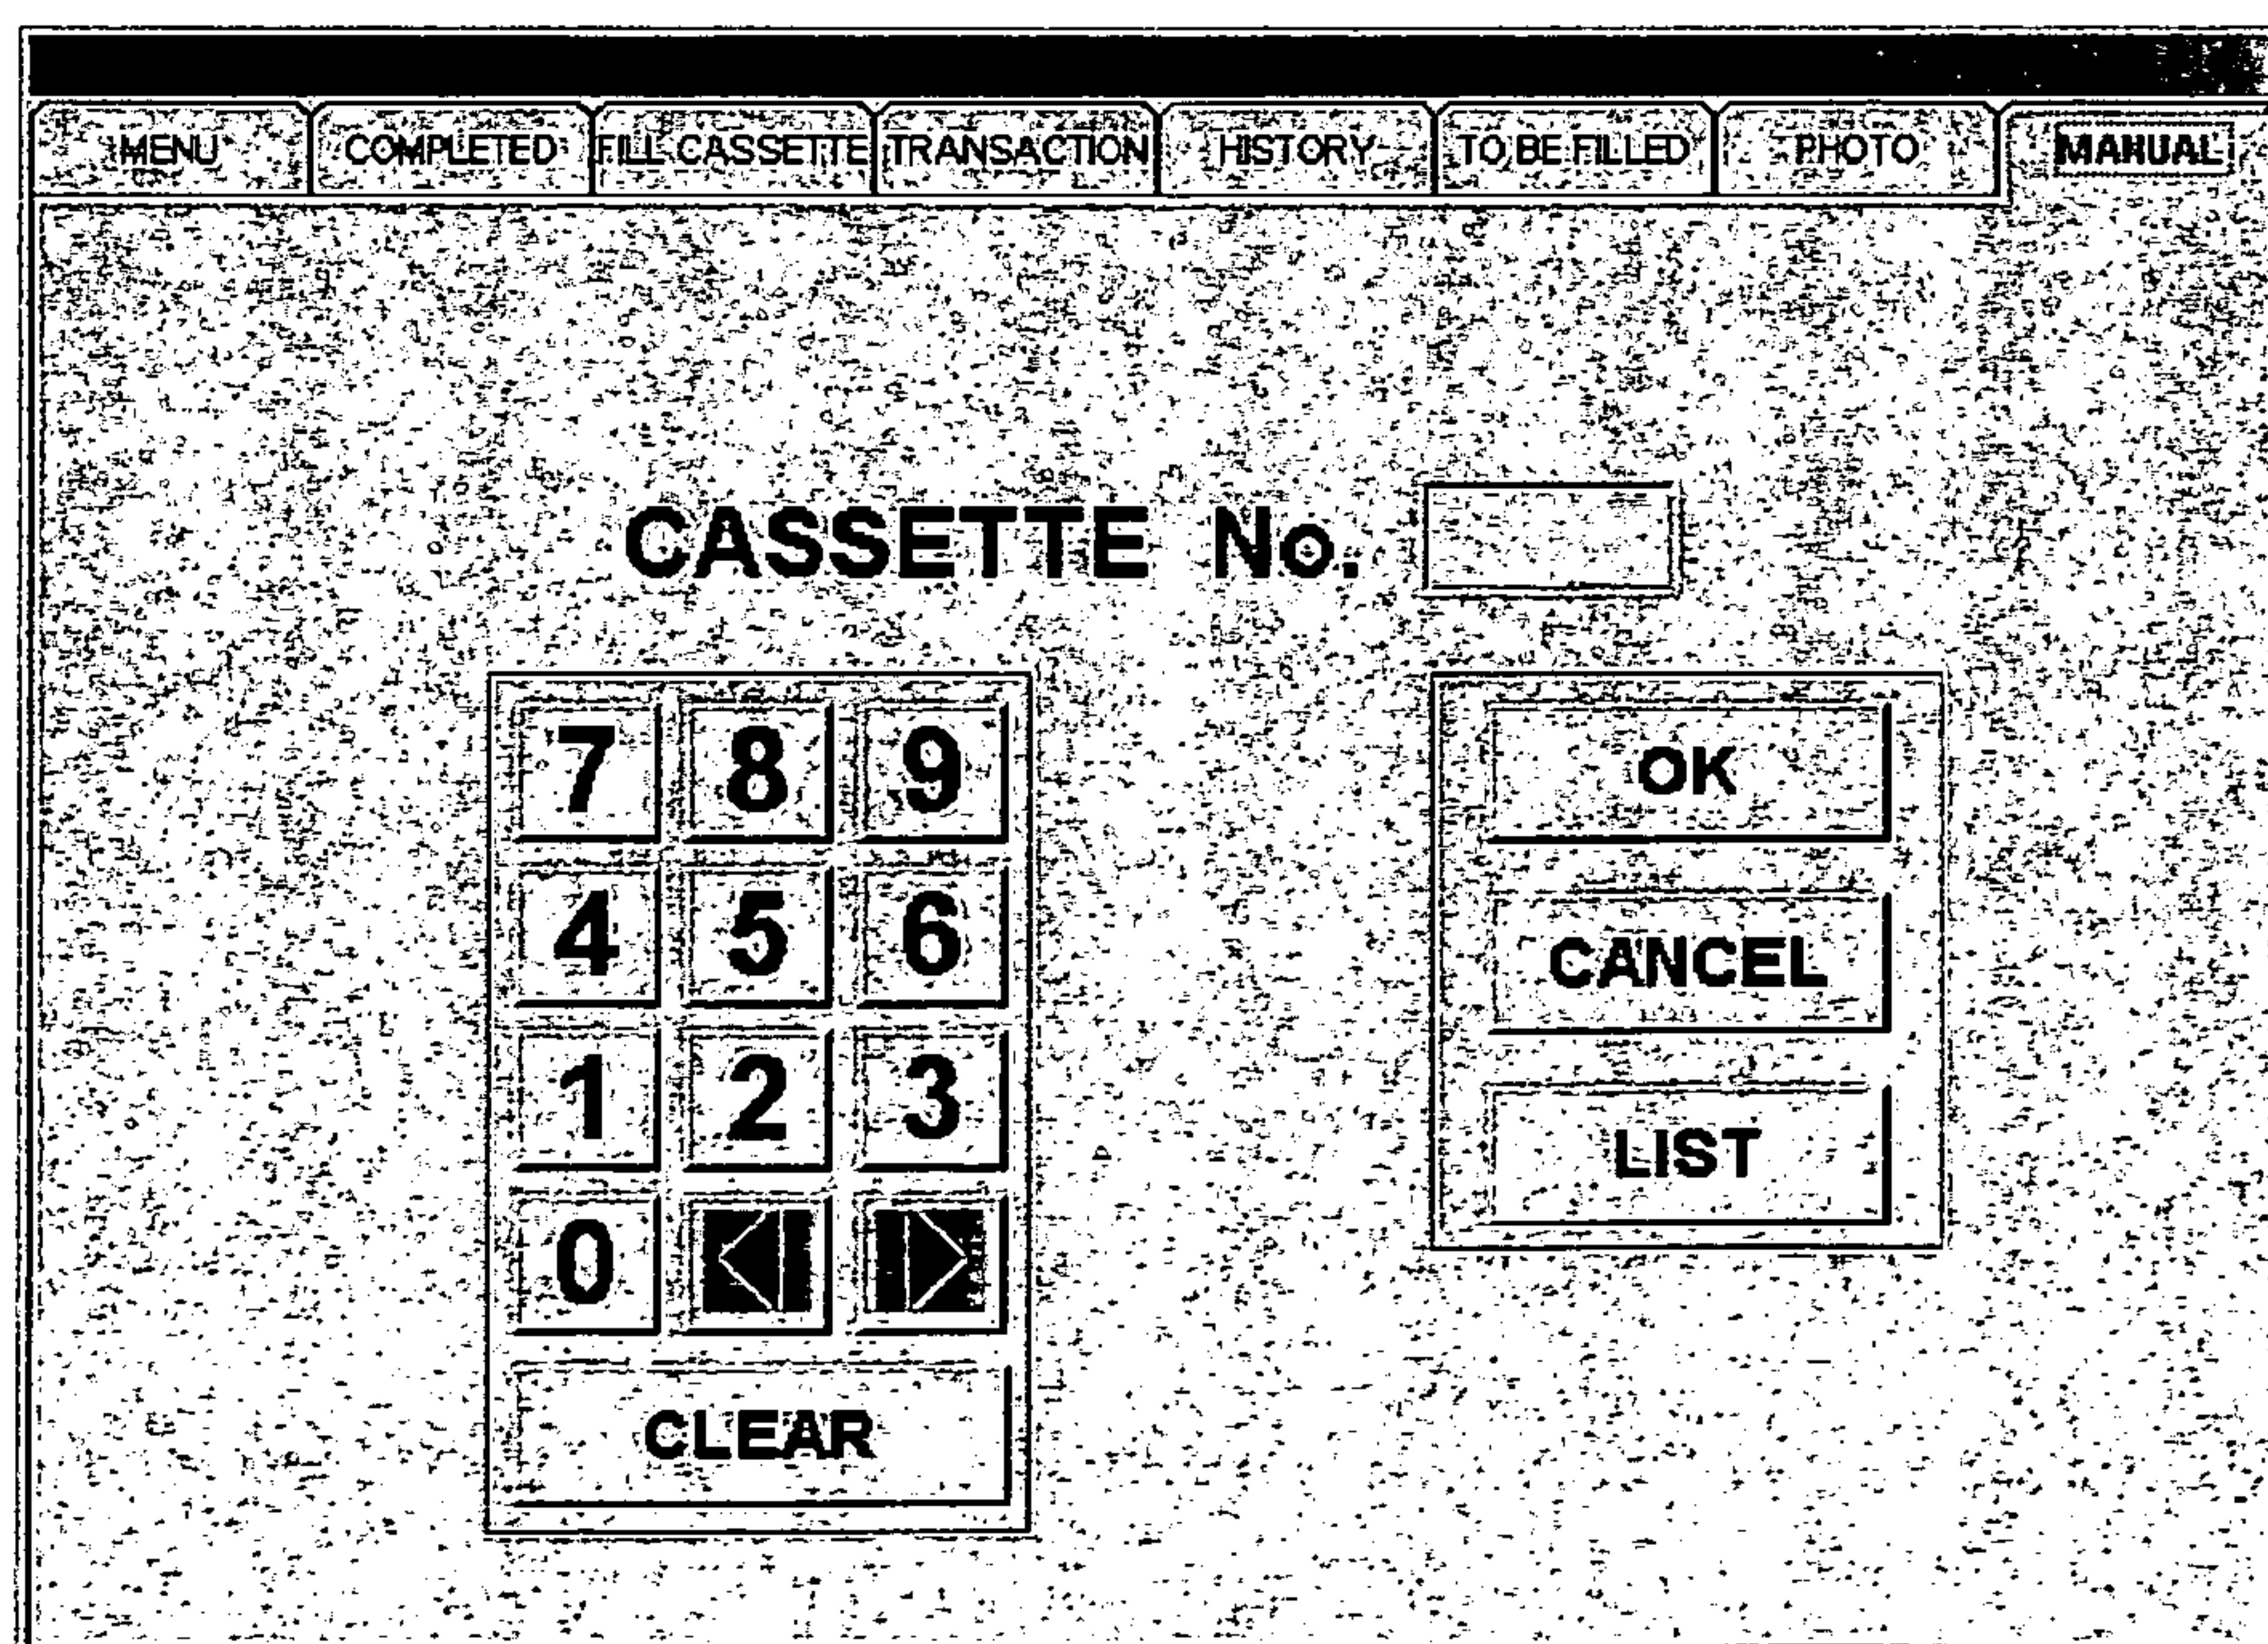 MENU COMPLETED FILL CASSETTE TRANSACTION HISTORY TO BE FILLED PHOTO MANUAL
CASSETTE No.
7 8 9 OK
4 5 6 CANCEL
1 2 3 LIST
0
CLEAR